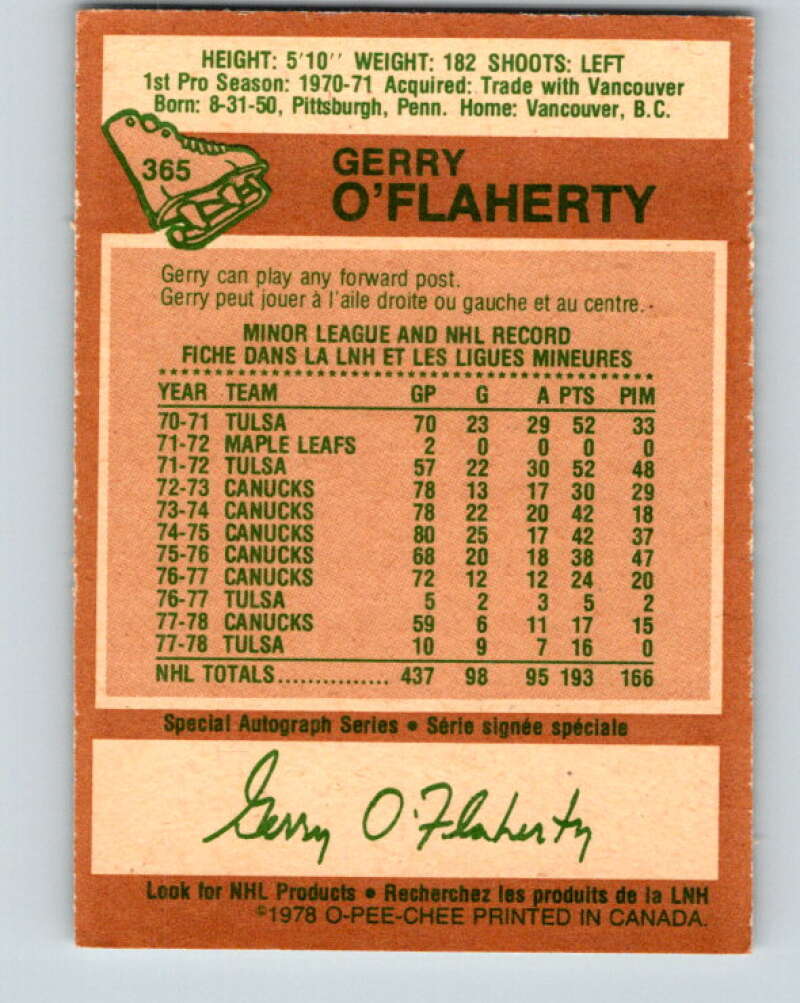 HEIGHT: 5'10'' WEIGHT: 182 SHOOTS: LEFT
1st Pro Season: 1970-71 Acquired: Trade with Vancouver
Born: 8-31-50, Pittsburgh, Penn. Home: Vancouver, B.C.
365
GERRY
O'FLAHERTY
Gerry can play any forward post.
Gerry peut jouer à l'aile droite ou gauche et au centre.
MINOR LEAGUE AND NHL RECORD
FICHE DANS LA LNH ET LES LIGUES MINEURES
YEAR TEAM GP G A PTS PIM
70-71 TULSA 70 23 29 52 33
71-72 MAPLE LEAFS 2 0 0 0 0
71-72 TULSA 57 22 30 52 48
72-73 CANUCKS 78 13 17 30 29
73-74 CANUCKS 78 22 20 42 18
74-75 CANUCKS 80 25 17 42 37
75-76 CANUCKS 68 20 18 38 47
76-77 CANUCKS 72 12 12 24 20
76-77 TULSA 5 2 3 5 2
77-78 CANUCKS 59 6 11 17 15
77-78 TULSA 10 9 7 16 0
NHL TOTALS............... 437 98 95 193 166
Special Autograph Series • Série signée spéciale
Gerry O'Flaherty
Look for NHL Products • Recherchez les produits de la LNH
©1978 O-PEE-CHEE PRINTED IN CANADA.